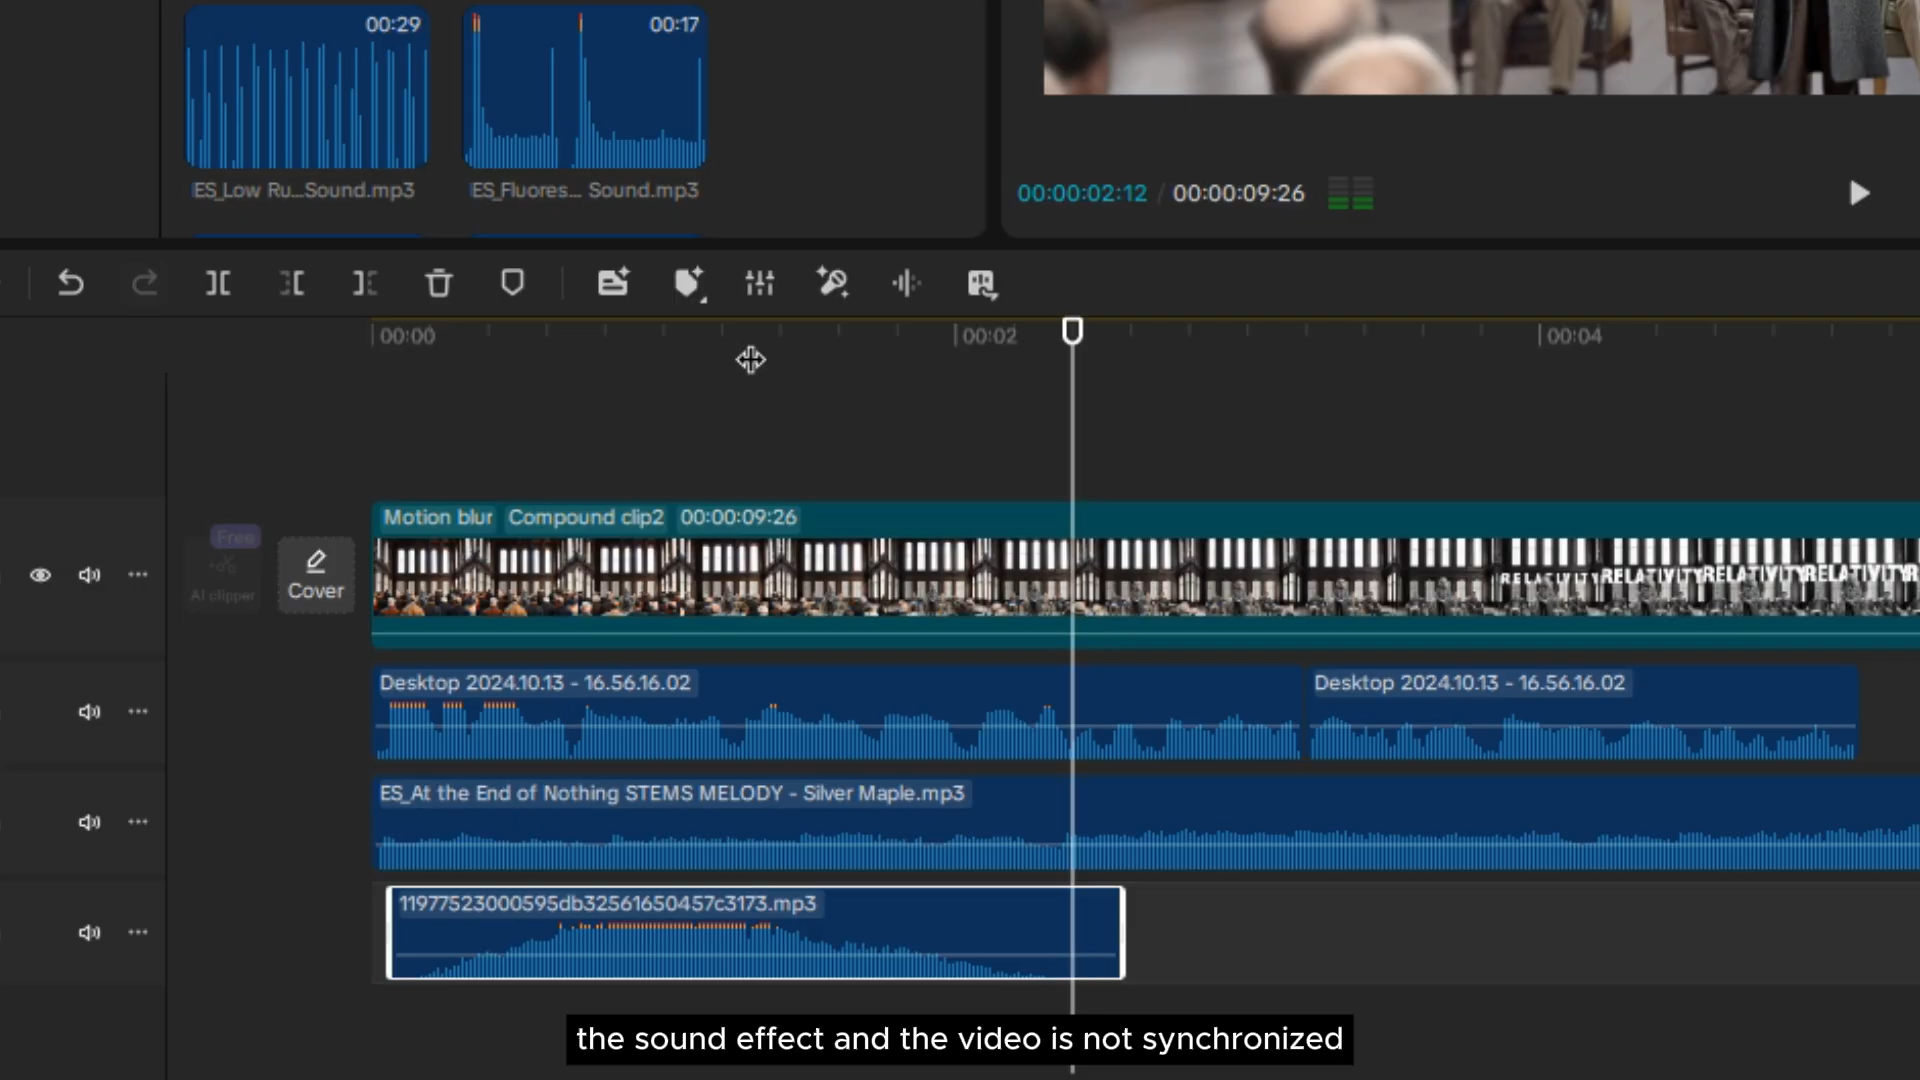 00:29
00:17
ES_Low Ru...Sound.mp3
ES_Fluores... Sound.mp3
00:00:02:12 / 00:00:09:26
00:00
00:02
00:04
Motion blur Compound clip2 00:00:09:26
Free
AI clipper
Cover
RELATIVITY RELATIVITY RELATIVITY RELATIVITY R
Desktop 2024.10.13 - 16.56.16.02
Desktop 2024.10.13 - 16.56.16.02
ES_At the End of Nothing STEMS MELODY - Silver Maple.mp3
11977523000595db32561650457c3173.mp3
the sound effect and the video is not synchronized